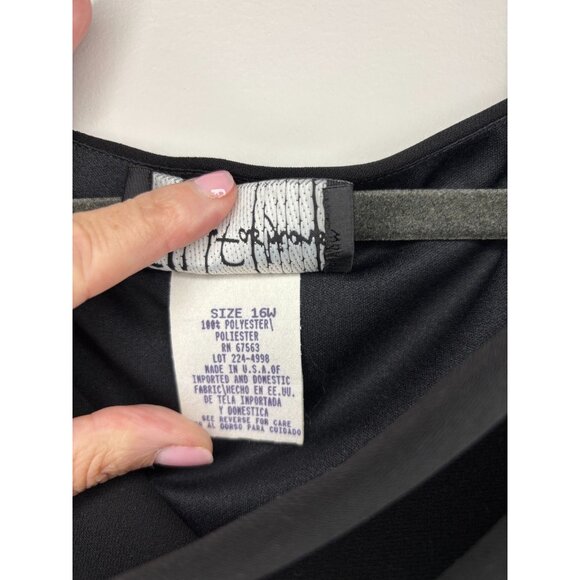 SIZE 16W
100% POLYESTER\
POLIESTER
RN 67563
LOT 224-4998
MADE IN U.S.A.OF
IMPORTED AND DOMESTIC
FABRIC\HECHO EN EE.UU.
DE TELA IMPORTADA
Y DOMESTICA
SEE REVERSE FOR CARE
AL DORSO PARA CUIDADO